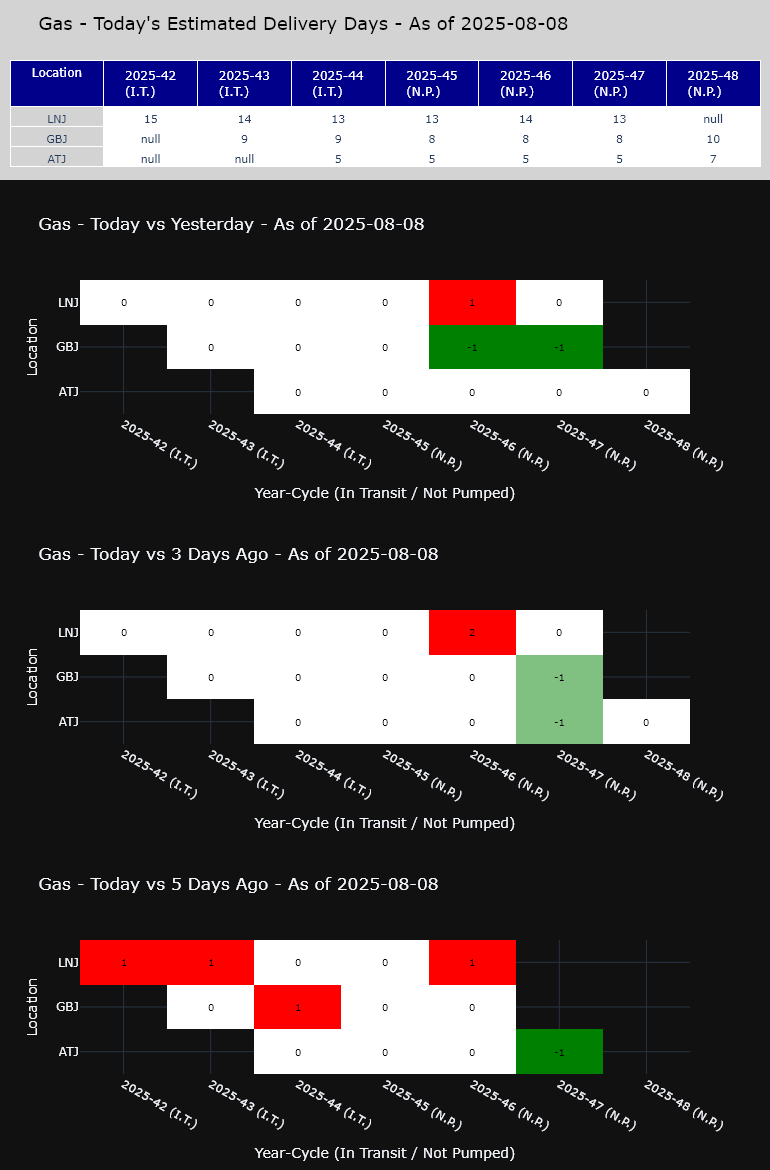 Gas - Today's Estimated Delivery Days - As of 2025-08-08
Location 2025-42 (I.T.) 2025-43 (I.T.) 2025-44 (I.T.) 2025-45 (N.P.) 2025-46 (N.P.) 2025-47 (N.P.) 2025-48 (N.P.)
LNJ 15 14 13 13 14 13 null
GBJ null 9 9 8 8 8 10
ATJ null null 5 5 5 5 7
Gas - Today vs Yesterday - As of 2025-08-08
Location
LNJ 0 0 0 0 1 0
GBJ 0 0 0 -1 -1
ATJ 0 0 0 0 0
2025-42 (I.T.) 2025-43 (I.T.) 2025-44 (I.T.) 2025-45 (N.P.) 2025-46 (N.P.) 2025-47 (N.P.) 2025-48 (N.P.)
Year-Cycle (In Transit / Not Pumped)
Gas - Today vs 3 Days Ago - As of 2025-08-08
Location
LNJ 0 0 0 0 2 0
GBJ 0 0 0 0 -1
ATJ 0 0 0 -1 0
2025-42 (I.T.) 2025-43 (I.T.) 2025-44 (I.T.) 2025-45 (N.P.) 2025-46 (N.P.) 2025-47 (N.P.) 2025-48 (N.P.)
Year-Cycle (In Transit / Not Pumped)
Gas - Today vs 5 Days Ago - As of 2025-08-08
Location
LNJ 1 1 0 0 1
GBJ 0 1 0 0
ATJ 0 0 0 -1
2025-42 (I.T.) 2025-43 (I.T.) 2025-44 (I.T.) 2025-45 (N.P.) 2025-46 (N.P.) 2025-47 (N.P.) 2025-48 (N.P.)
Year-Cycle (In Transit / Not Pumped)